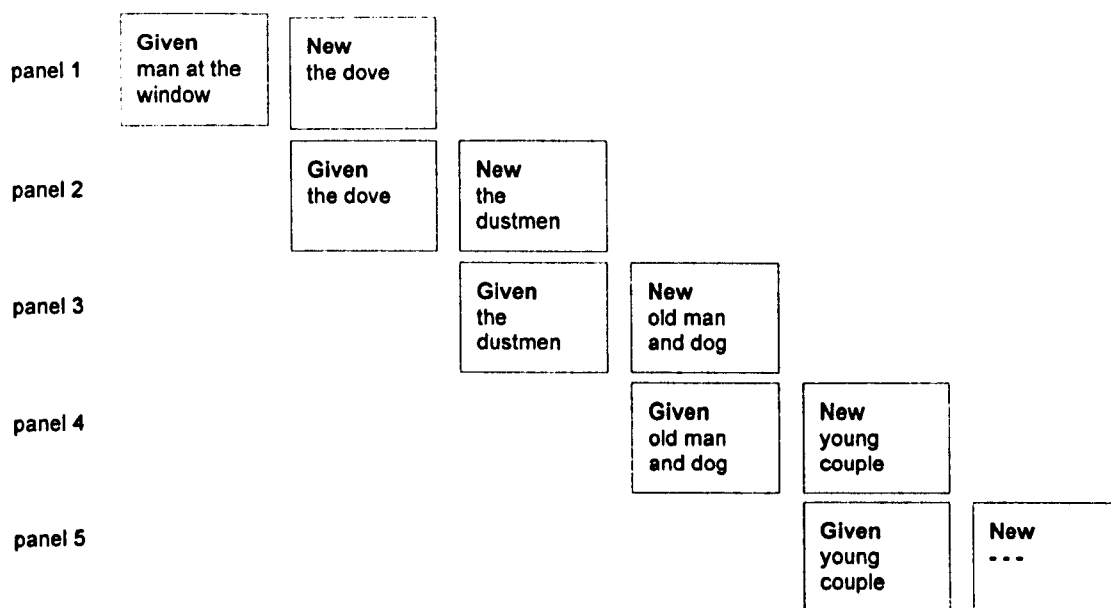 panel 1
Given
man at the
window
New
the dove
panel 2
Given
the dove
New
the
dustmen
panel 3
Given
the
dustmen
New
old man
and dog
panel 4
Given
old man
and dog
New
young
couple
panel 5
Given
young
couple
New
- - -